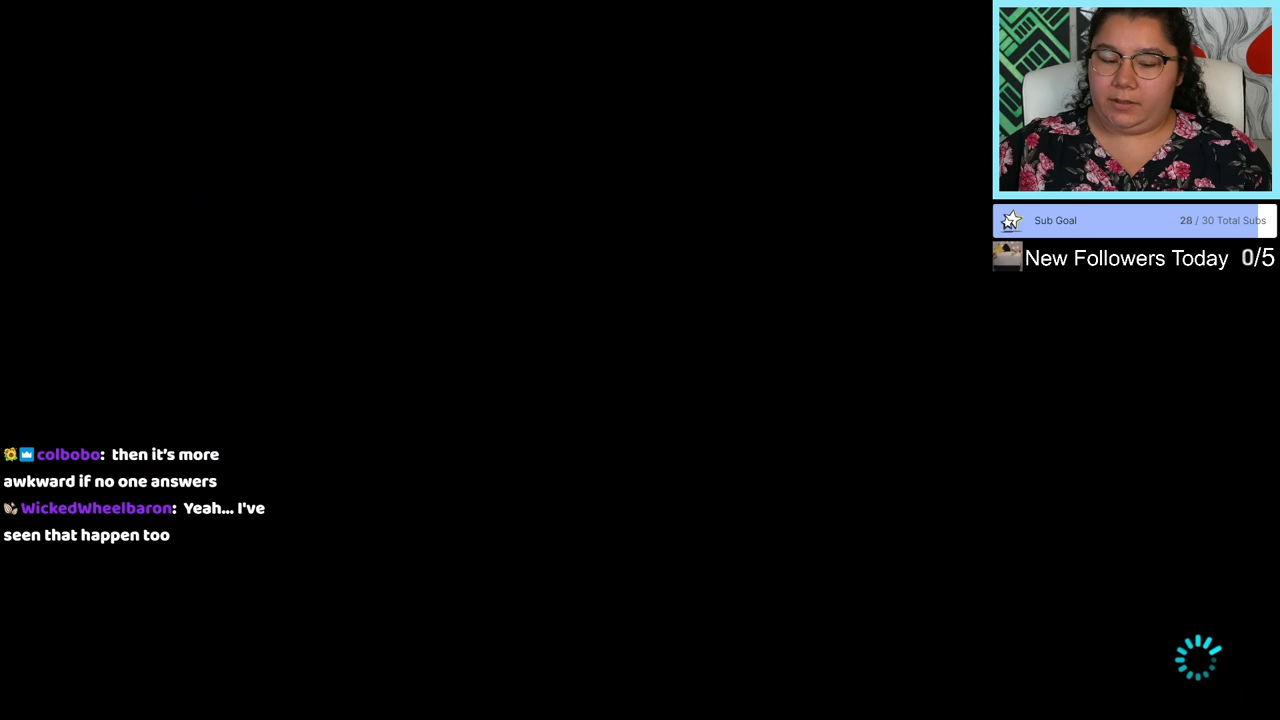 Sub Goal 28 / 30 Total Subs
New Followers Today 0/5
colbobo: then it's more
awkward if no one answers
WickedWheelbaron: Yeah... I've
seen that happen too